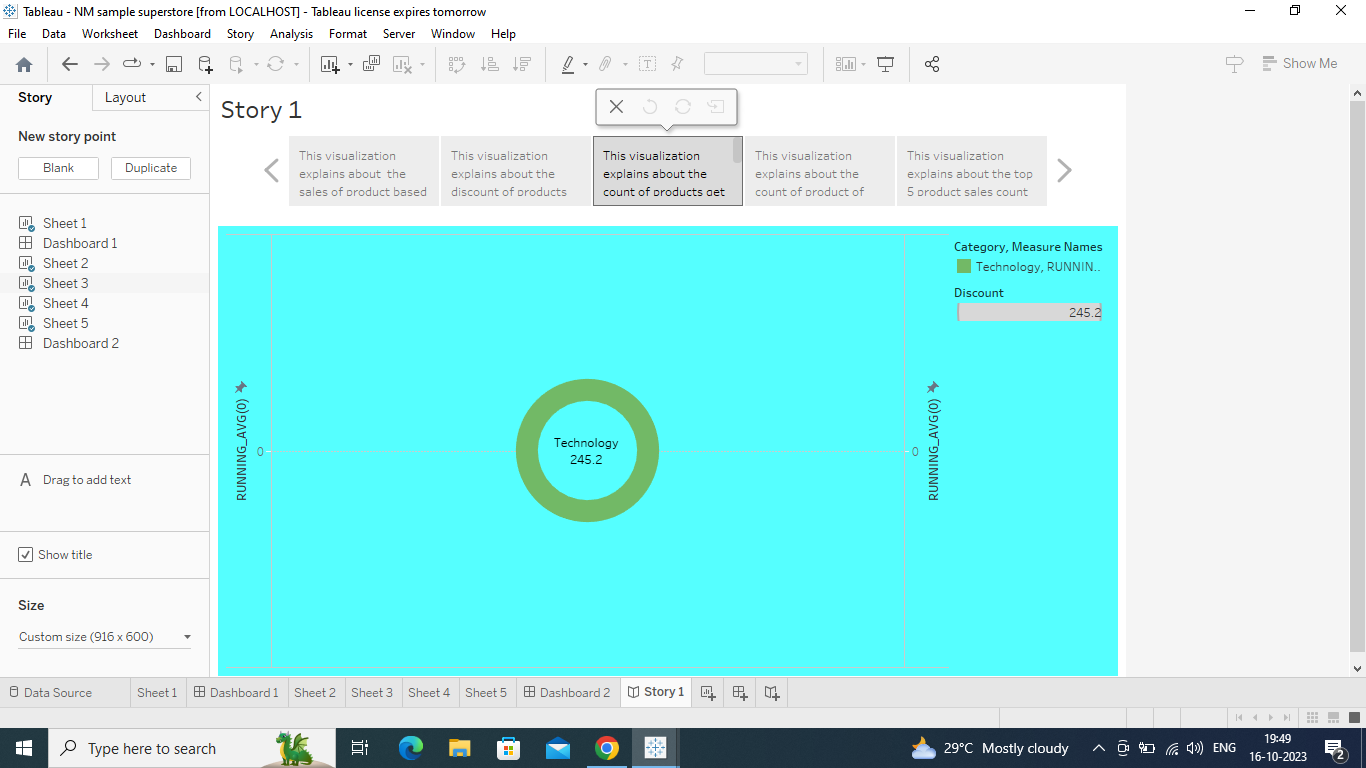 Tableau - NM sample superstore [from LOCALHOST] - Tableau license expires tomorrow
File Data Worksheet Dashboard Story Analysis Format Server Window Help
Show Me
Story Layout
New story point
Blank Duplicate
Sheet 1
Dashboard 1
Sheet 2
Sheet 3
Sheet 4
Sheet 5
Dashboard 2
A Drag to add text
Show title
Size
Custom size (916 x 600)
Story 1
This visualization
explains about the
sales of product based
This visualization
explains about the
discount of products
This visualization
explains about the
count of products get
This visualization
explains about the
count of product of
This visualization
explains about the top
5 product sales count
RUNNING_AVG(0)
0
Technology
245.2
RUNNING_AVG(0)
0
Category, Measure Names
Technology, RUNNIN..
Discount
245.2
Data Source Sheet 1 Dashboard 1 Sheet 2 Sheet 3 Sheet 4 Sheet 5 Dashboard 2 Story 1
Type here to search
29°C Mostly cloudy
ENG
19:49
16-10-2023
2